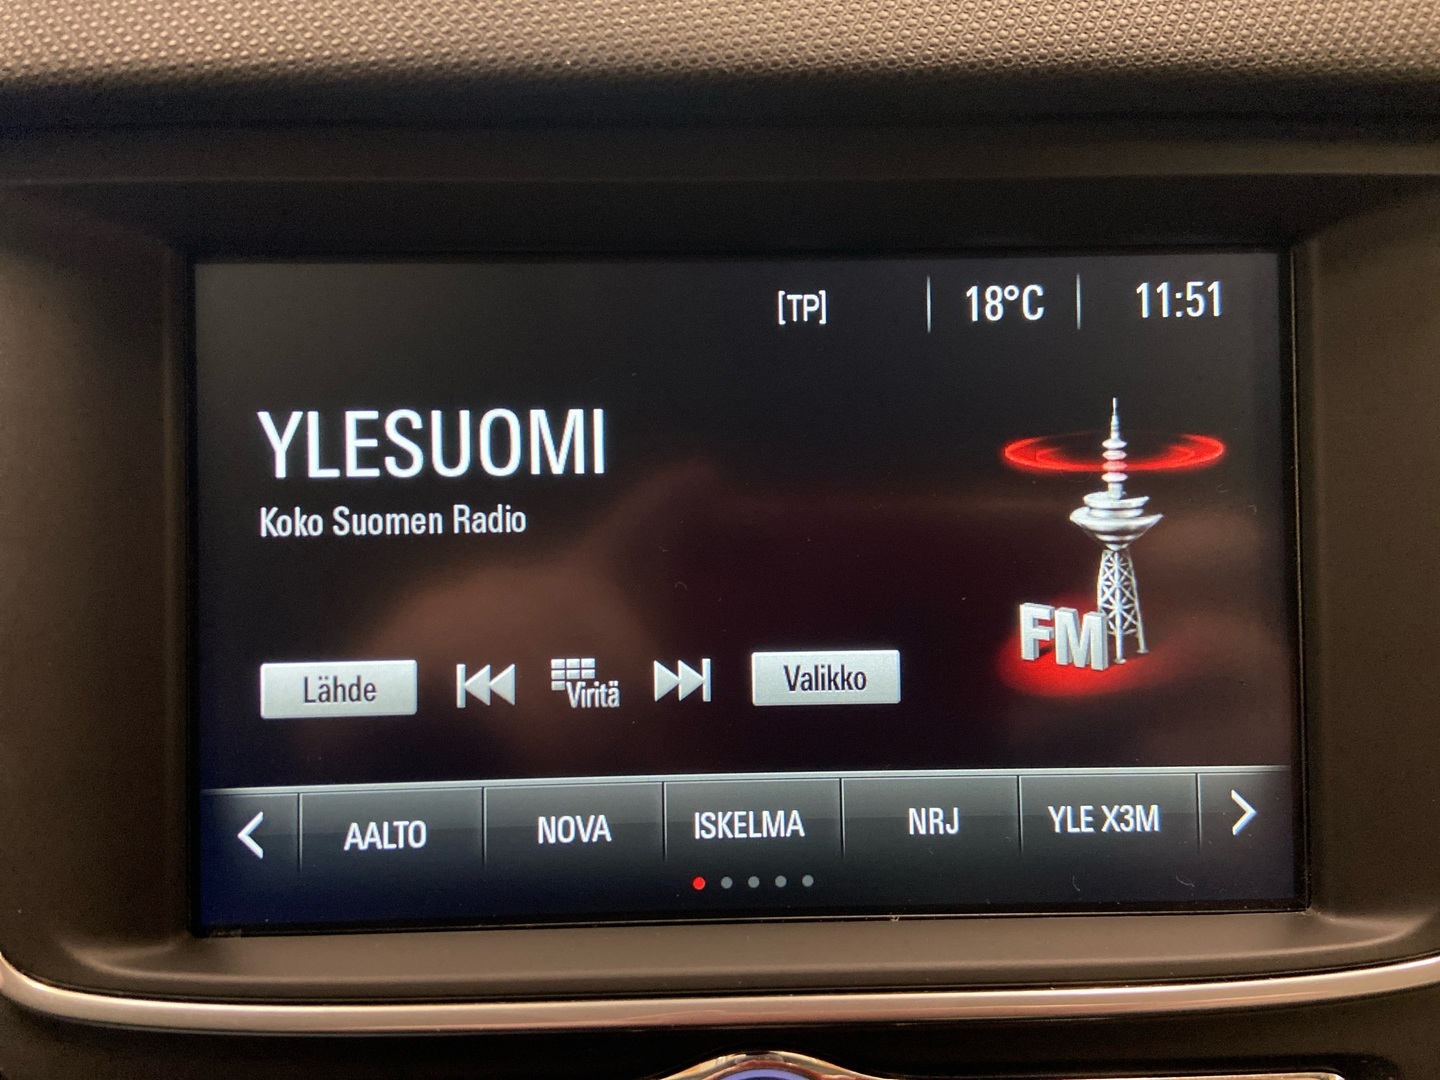 [TP] 18°C 11:51
YLESUOMI
Koko Suomen Radio
FM
Lähde Viritä Valikko
AALTO NOVA ISKELMA NRJ YLE X3M